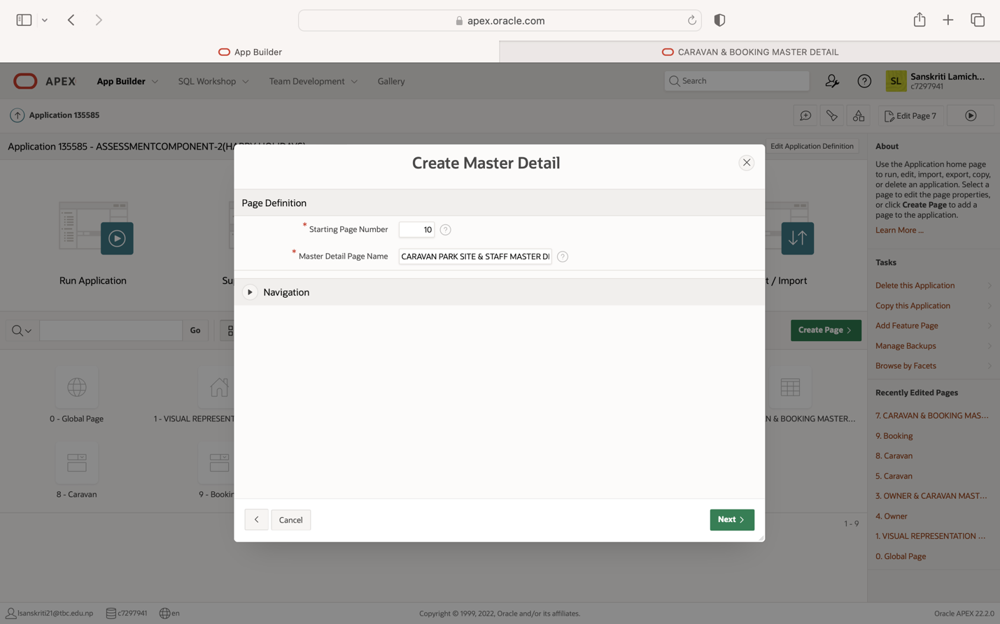 apex.oracle.com
App Builder
CARAVAN & BOOKING MASTER DETAIL
APEX
App Builder
SQL Workshop
Team Development
Gallery
Search
SL
Sanskriti Lamich...
c7297941
Application 135585
Edit Page 7
Application 135585 - ASSESSMENTCOMPONENT-2(HAPPY HOLIDAYS)
Edit Application Definition
Create Master Detail
Page Definition
* Starting Page Number
10
* Master Detail Page Name
CARAVAN PARK SITE & STAFF MASTER DI
Navigation
Cancel
Next
Run Application
Su
t / Import
Go
Create Page
0 - Global Page
1 - VISUAL REPRESENT
N & BOOKING MASTER...
8 - Caravan
9 - Bookin
1 - 9
About
Use the Application home page
to run, edit, import, export, copy,
or delete an application. Select a
page to edit the page properties,
or click Create Page to add a
page to the application.
Learn More ...
Tasks
Delete this Application
Copy this Application
Add Feature Page
Manage Backups
Browse by Facets
Recently Edited Pages
7. CARAVAN & BOOKING MAS...
9. Booking
8. Caravan
5. Caravan
3. OWNER & CARAVAN MAST...
4. Owner
1. VISUAL REPRESENTATION ...
0. Global Page
lsanskriti21@tbc.edu.np
c7297941
en
Copyright © 1999, 2022, Oracle and/or its affiliates.
Oracle APEX 22.2.0